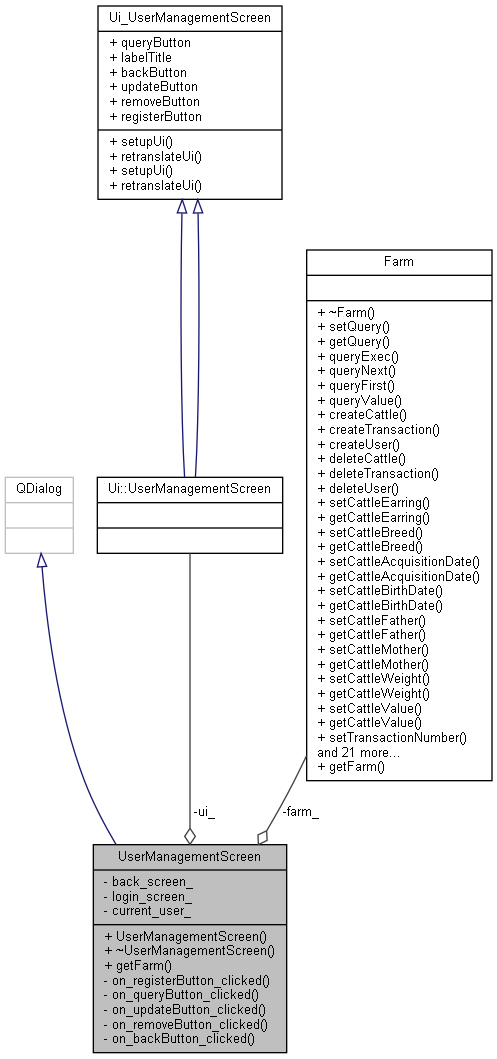 Ui_UserManagementScreen
+ queryButton
+ labelTitle
+ backButton
+ updateButton
+ removeButton
+ registerButton
+ setupUi()
+ retranslateUi()
+ setupUi()
+ retranslateUi()
Farm
+ ~Farm()
+ setQuery()
+ getQuery()
+ queryExec()
+ queryNext()
+ queryFirst()
+ queryValue()
+ createCattle()
+ createTransaction()
+ createUser()
+ deleteCattle()
+ deleteTransaction()
+ deleteUser()
+ setCattleEarring()
+ getCattleEarring()
+ setCattleBreed()
+ getCattleBreed()
+ setCattleAcquisitionDate()
+ getCattleAcquisitionDate()
+ setCattleBirthDate()
+ getCattleBirthDate()
+ setCattleFather()
+ getCattleFather()
+ setCattleMother()
+ getCattleMother()
+ setCattleWeight()
+ getCattleWeight()
+ setCattleValue()
+ getCattleValue()
+ setTransactionNumber()
and 21 more...
+ getFarm()
QDialog
Ui::UserManagementScreen
-ui_
-farm_
UserManagementScreen
- back_screen_
- login_screen_
- current_user_
+ UserManagementScreen()
+ ~UserManagementScreen()
+ getFarm()
- on_registerButton_clicked()
- on_queryButton_clicked()
- on_updateButton_clicked()
- on_removeButton_clicked()
- on_backButton_clicked()